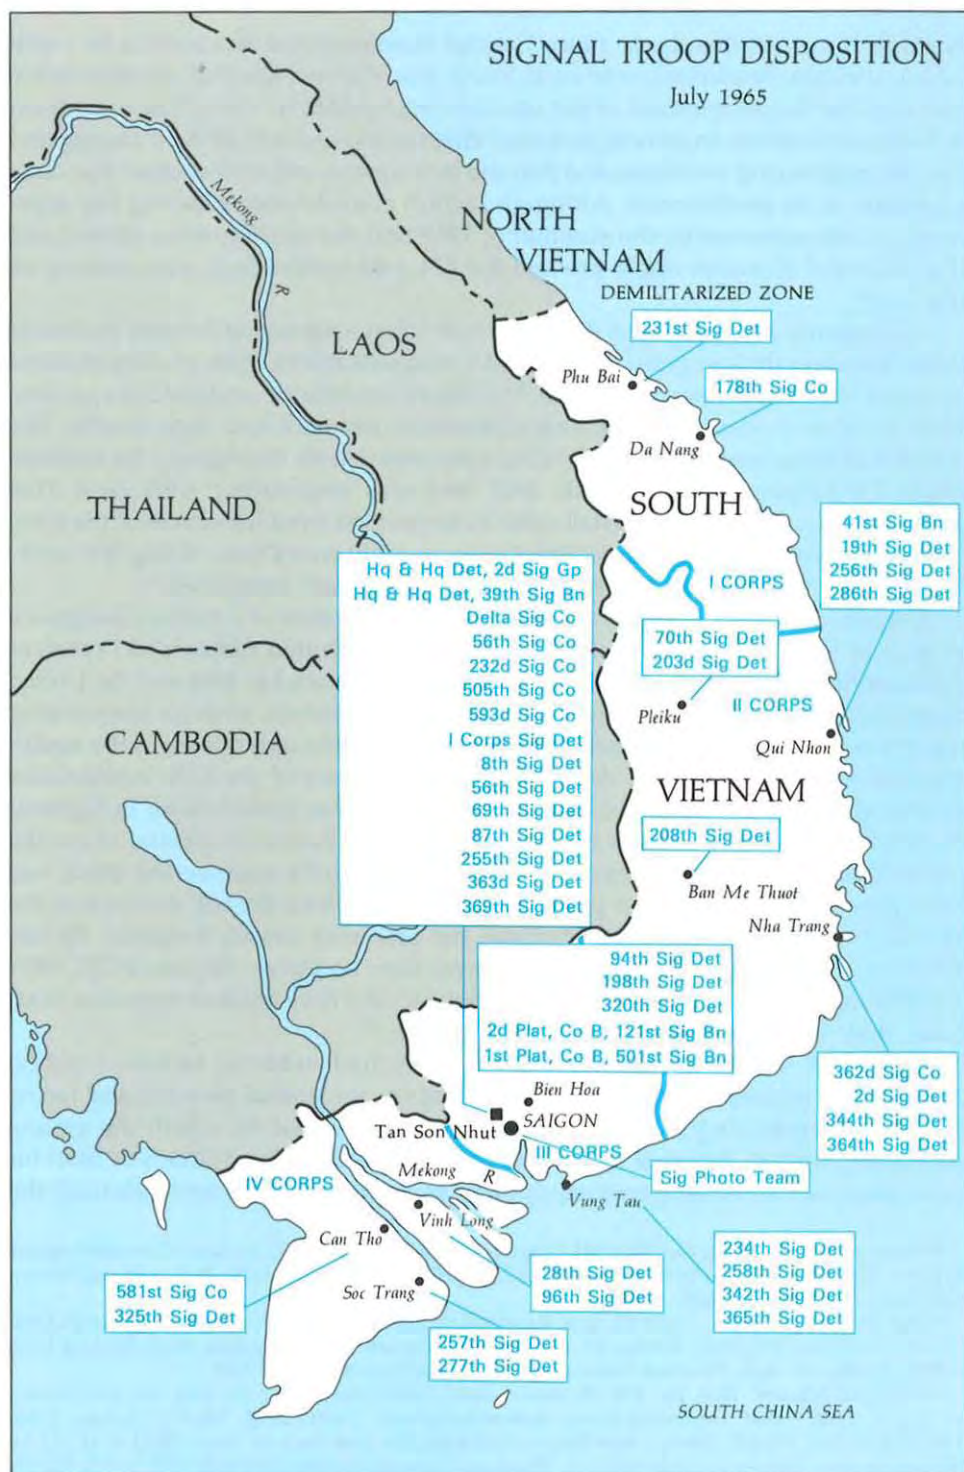 SIGNAL TROOP DISPOSITION
July 1965
Mekong
R
NORTH
VIETNAM
DEMILITARIZED ZONE
LAOS
231st Sig Det
Phu Bai
178th Sig Co
Da Nang
THAILAND
SOUTH
41st Sig Bn
19th Sig Det
256th Sig Det
286th Sig Det
I CORPS
Hq & Hq Det, 2d Sig Gp
Hq & Hq Det, 39th Sig Bn
Delta Sig Co
56th Sig Co
232d Sig Co
505th Sig Co
593d Sig Co
I Corps Sig Det
8th Sig Det
56th Sig Det
69th Sig Det
87th Sig Det
255th Sig Det
363d Sig Det
369th Sig Det
70th Sig Det
203d Sig Det
Pleiku
II CORPS
CAMBODIA
Qui Nhon
VIETNAM
208th Sig Det
Ban Me Thuot
Nha Trang
94th Sig Det
198th Sig Det
320th Sig Det
2d Plat, Co B, 121st Sig Bn
1st Plat, Co B, 501st Sig Bn
362d Sig Co
2d Sig Det
344th Sig Det
364th Sig Det
Bien Hoa
SAIGON
Tan Son Nhut
III CORPS
Sig Photo Team
IV CORPS
Mekong
R
Vung Tau
Vinh Long
Can Tho
Soc Trang
581st Sig Co
325th Sig Det
28th Sig Det
96th Sig Det
234th Sig Det
258th Sig Det
342th Sig Det
365th Sig Det
257th Sig Det
277th Sig Det
SOUTH CHINA SEA